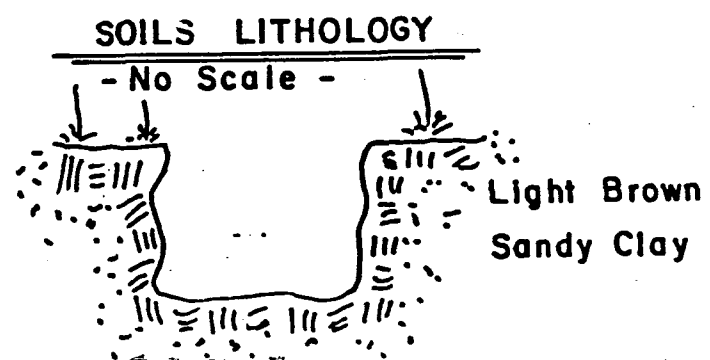 SOILS LITHOLOGY
- No Scale -
Light Brown
Sandy Clay